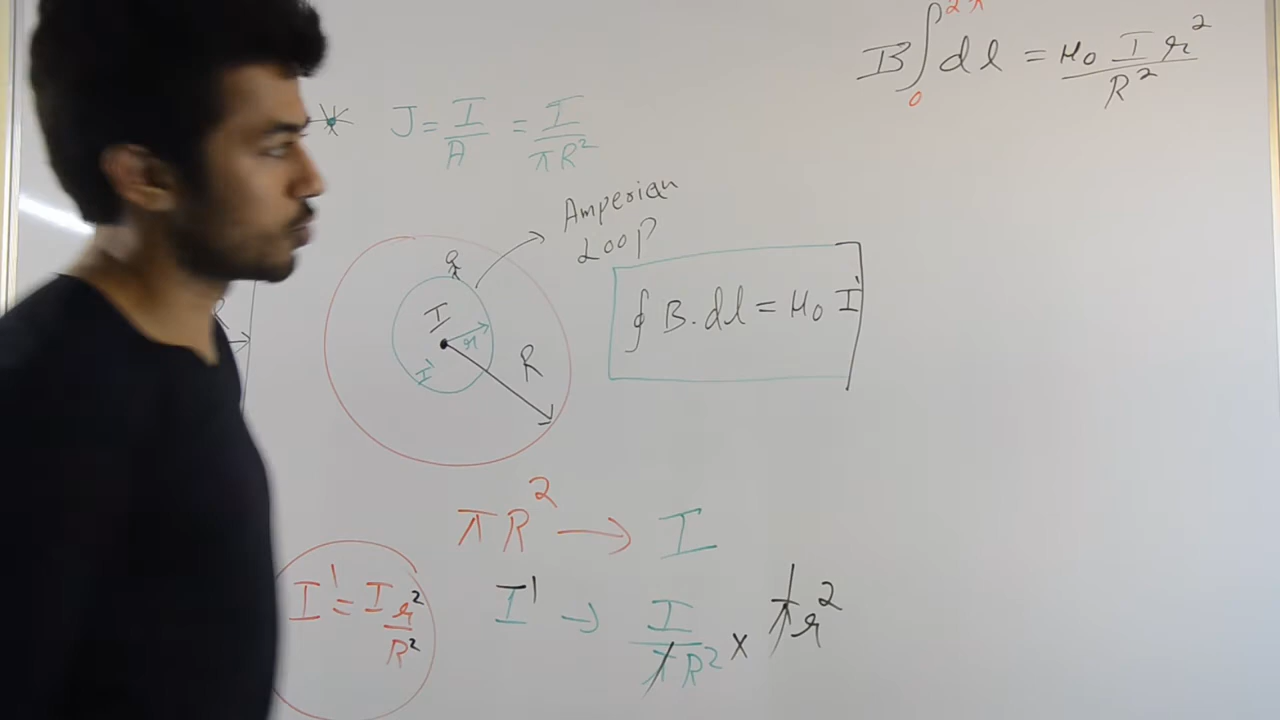 B∫₀^2π dl = μ₀ I r² / R²
J = I/A = I/πR²
Amperian
Loop
r
I
r
I'
R
R
∮ B. dl = μ₀ I'
πR² → I
I' → I/πR² × πr²
I' = I r²/R²